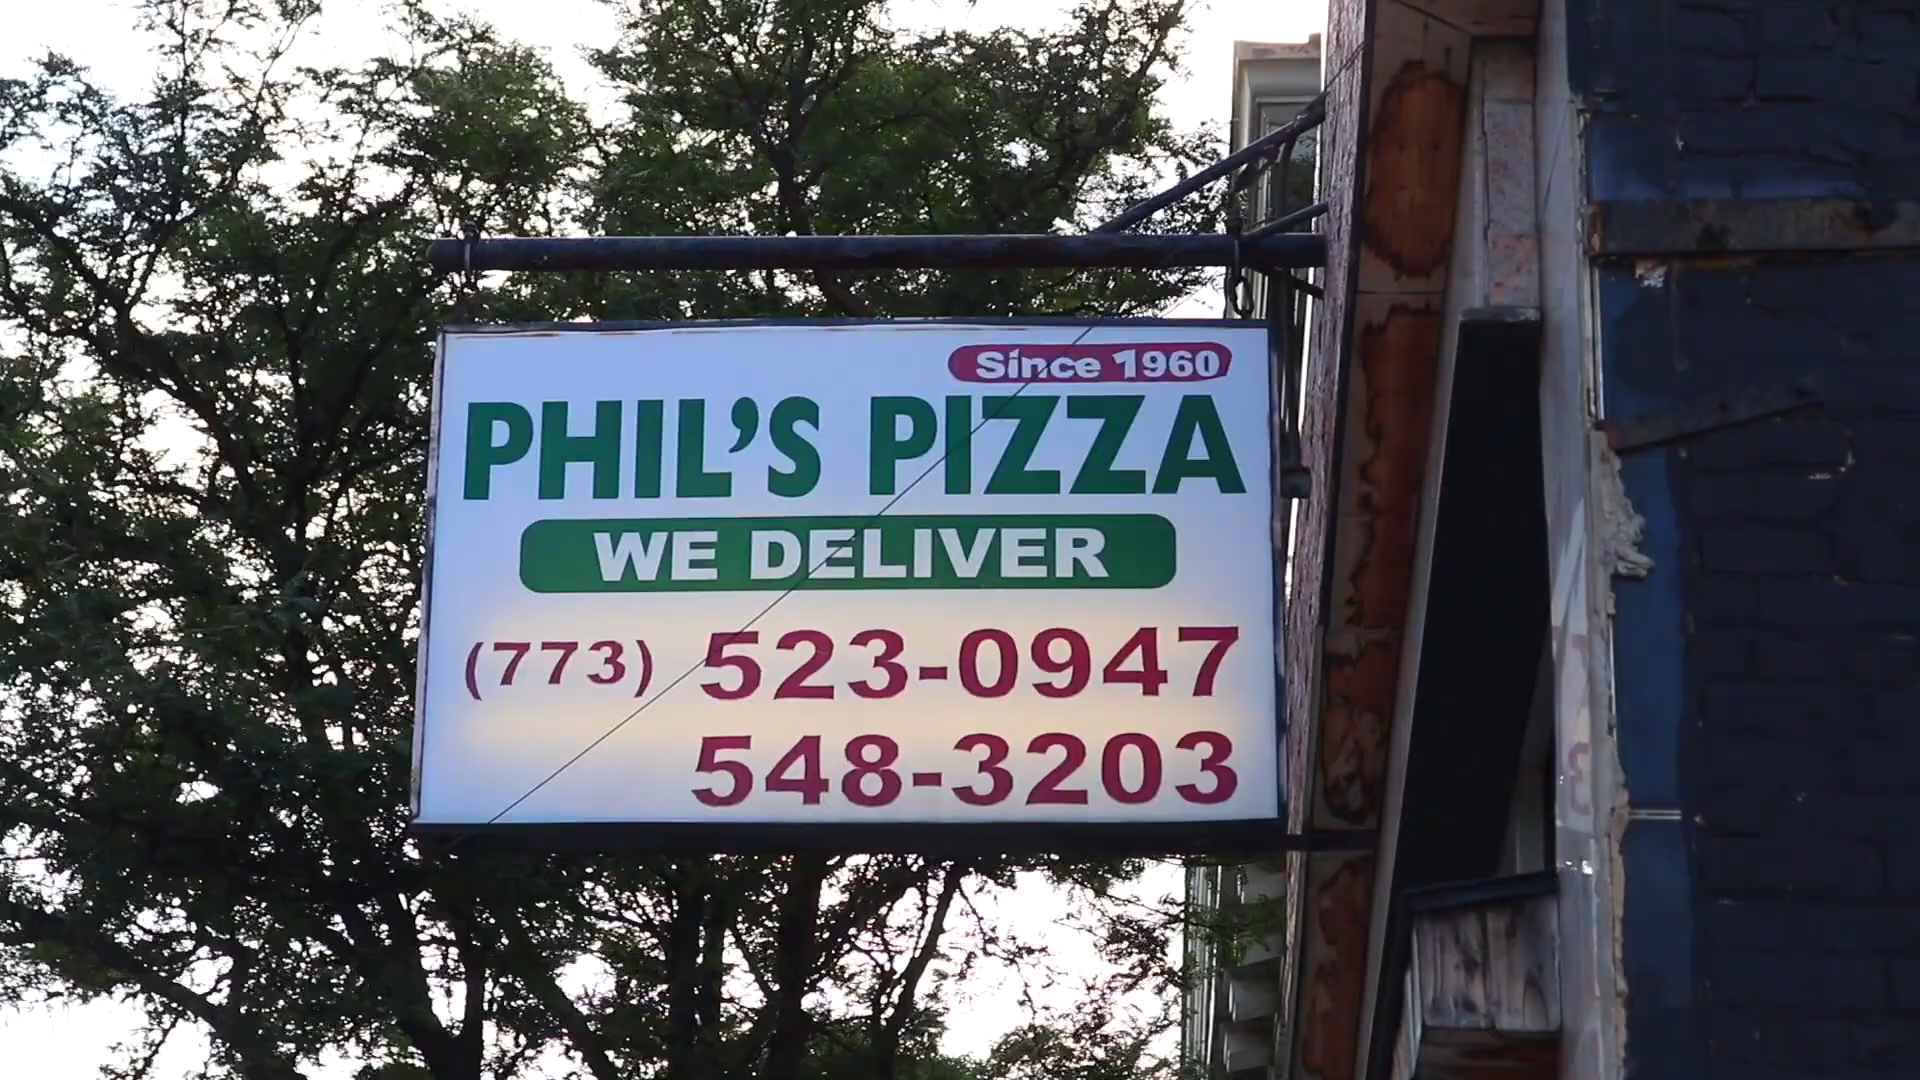 Since 1960
PHIL'S PIZZA
WE DELIVER
(773) 523-0947
548-3203